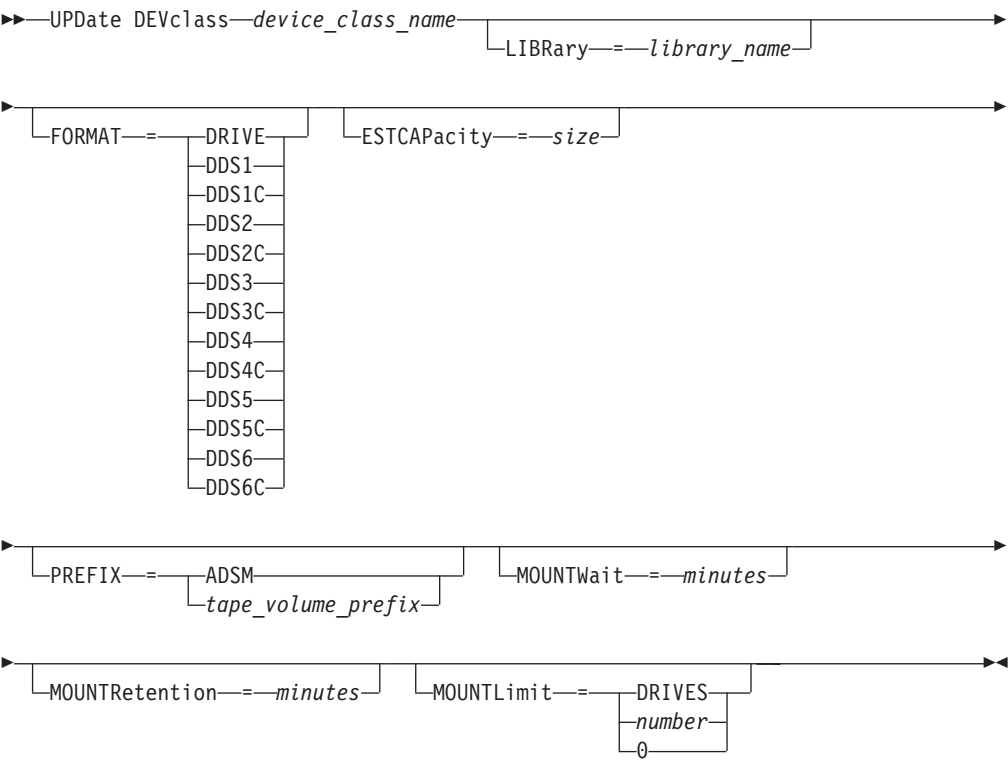 UPDate DEVclass device_class_name
LIBRary = library_name
FORMAT = DRIVE ESTCAPacity = size
DDS1
DDS1C
DDS2
DDS2C
DDS3
DDS3C
DDS4
DDS4C
DDS5
DDS5C
DDS6
DDS6C
PREFIX = ADSM MOUNTWait = minutes
tape_volume_prefix
MOUNTRetention = minutes MOUNTLimit = DRIVES
number
0